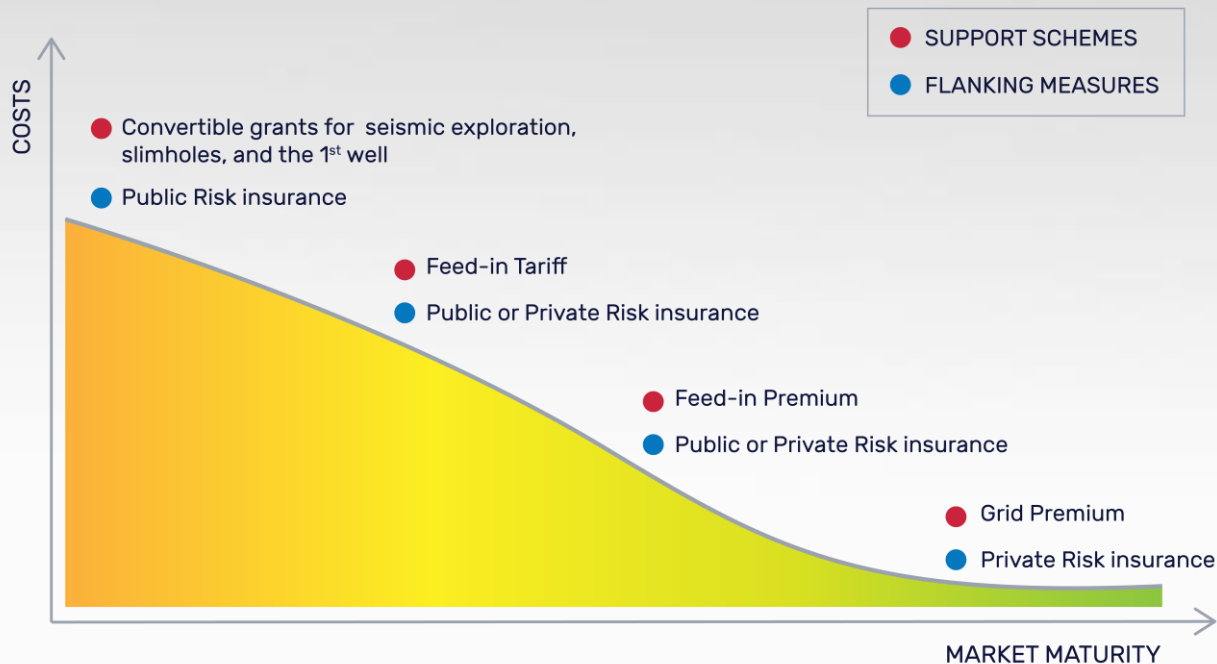 SUPPORT SCHEMES
FLANKING MEASURES
COSTS
Convertible grants for seismic exploration,
slimholes, and the 1st well
Public Risk insurance
Feed-in Tariff
Public or Private Risk insurance
Feed-in Premium
Public or Private Risk insurance
Grid Premium
Private Risk insurance
MARKET MATURITY